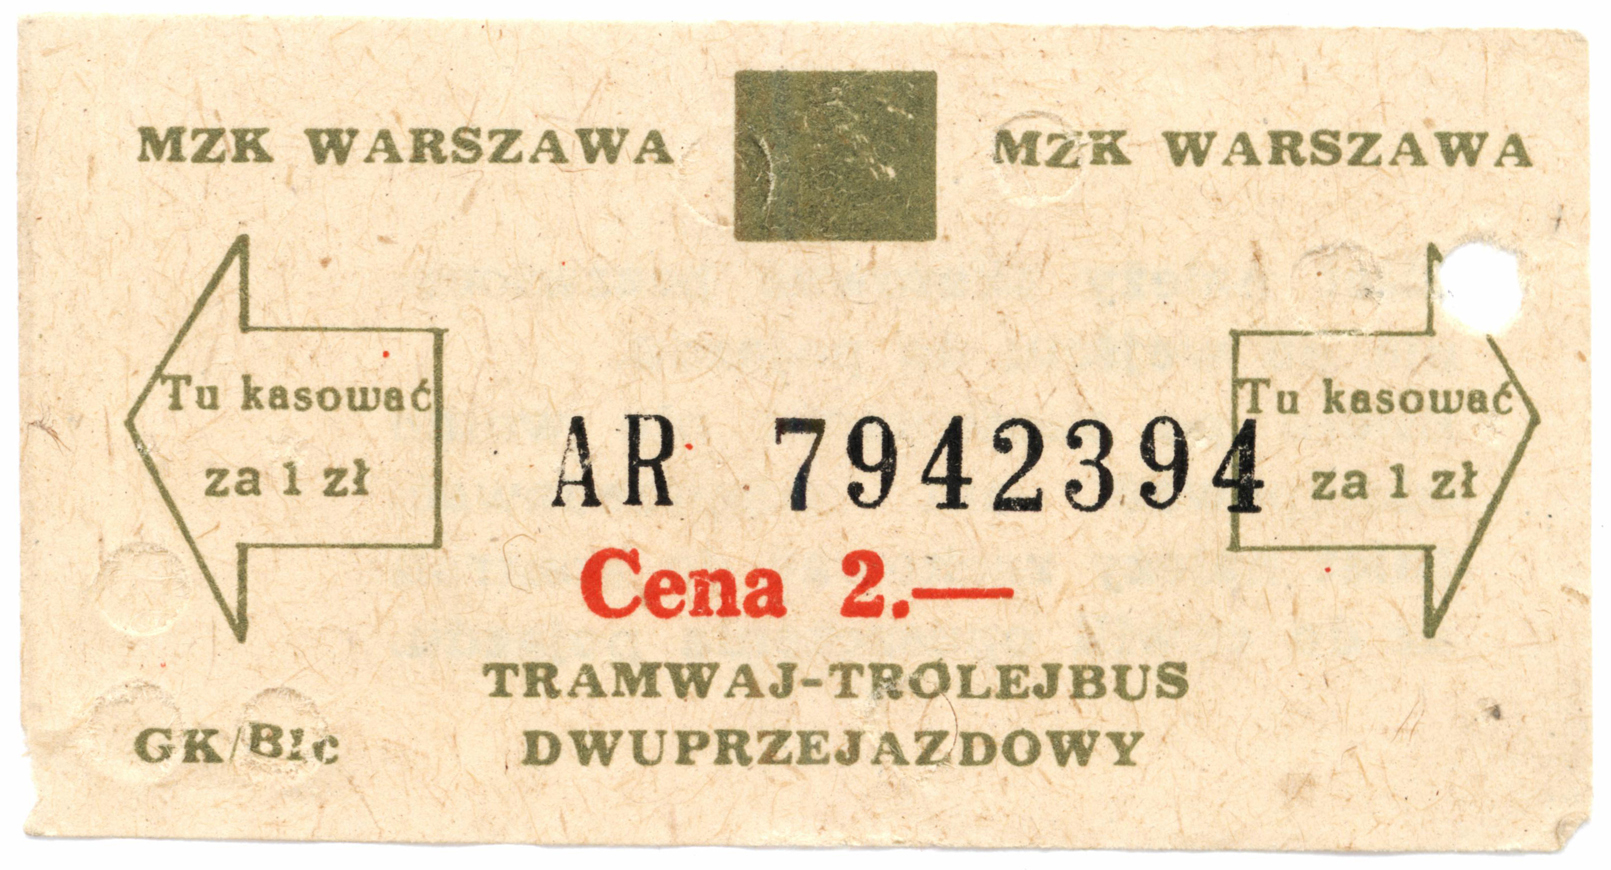 MZK WARSZAWA
MZK WARSZAWA
Tu kasować
za 1 zł
Tu kasować
za 1 zł
AR 7942394
Cena 2.—
TRAMWAJ-TROLEJBUS
DWUPRZEJAZDOWY
GK/B1c